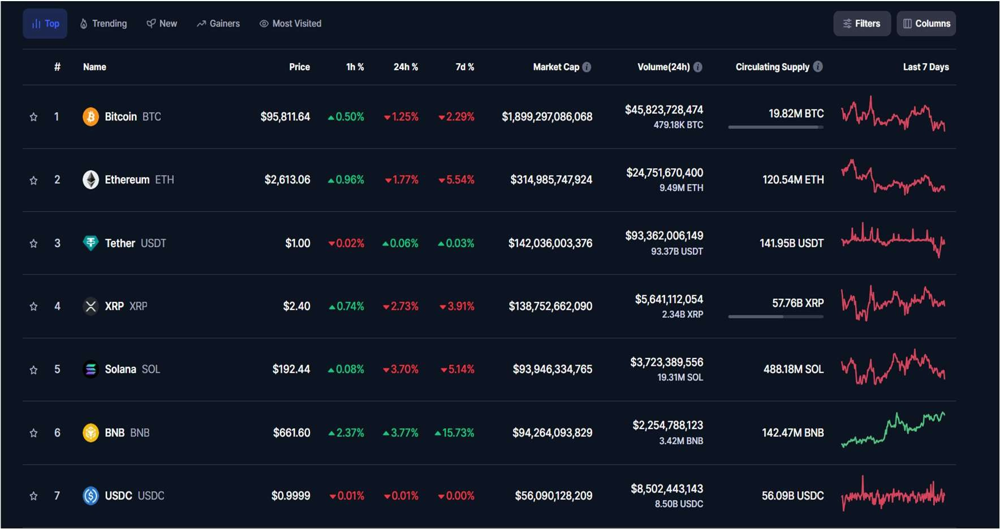 Top Trending New Gainers Most Visited Filters Columns
# Name Price 1h % 24h % 7d % Market Cap Volume(24h) Circulating Supply Last 7 Days
1 Bitcoin BTC $95,811.64 0.50% 1.25% 2.29% $1,899,297,086,068 $45,823,728,474 19.82M BTC
479.18K BTC
2 Ethereum ETH $2,613.06 0.96% 1.77% 5.54% $314,985,747,924 $24,751,670,400 120.54M ETH
9.49M ETH
3 Tether USDT $1.00 0.02% 0.06% 0.03% $142,036,003,376 $93,362,006,149 141.95B USDT
93.37B USDT
4 XRP XRP $2.40 0.74% 2.73% 3.91% $138,752,662,090 $5,641,112,054 57.76B XRP
2.34B XRP
5 Solana SOL $192.44 0.08% 3.70% 5.14% $93,946,334,765 $3,723,389,556 488.18M SOL
19.31M SOL
6 BNB BNB $661.60 2.37% 3.77% 15.73% $94,264,093,829 $2,254,788,123 142.47M BNB
3.42M BNB
7 USDC USDC $0.9999 0.01% 0.01% 0.00% $56,090,128,209 $8,502,443,143 56.09B USDC
8.50B USDC